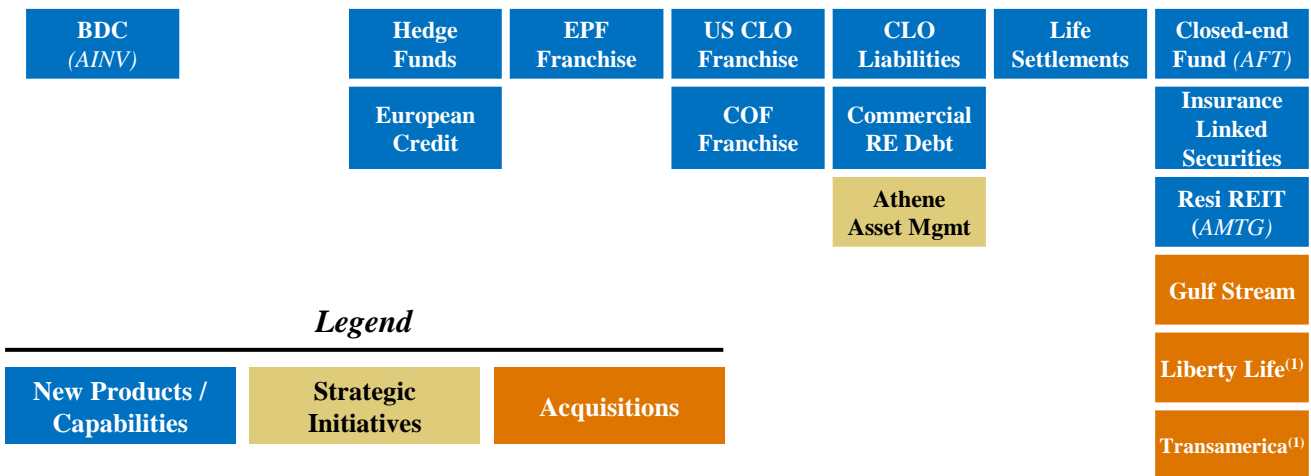 BDC
(AINV)
Hedge
Funds
EPF
Franchise
US CLO
Franchise
CLO
Liabilities
Life
Settlements
Closed-end
Fund (AFT)
European
Credit
COF
Franchise
Commercial
RE Debt
Insurance
Linked
Securities
Athene
Asset Mgmt
Resi REIT
(AMTG)
Gulf Stream
Liberty Life(1)
Transamerica(1)
Legend
New Products /
Capabilities
Strategic
Initiatives
Acquisitions